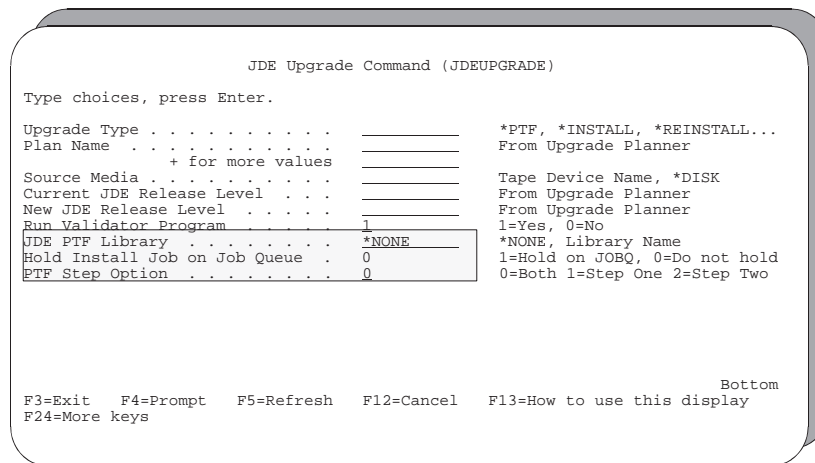 JDE Upgrade Command (JDEUPGRADE)
Type choices, press Enter.
Upgrade Type . . . . . . . . . . *PTF, *INSTALL, *REINSTALL...
Plan Name . . . . . . . . . . . From Upgrade Planner
+ for more values
Source Media . . . . . . . . . . Tape Device Name, *DISK
Current JDE Release Level . . . From Upgrade Planner
New JDE Release Level . . . . . From Upgrade Planner
Run Validator Program . . . . . 1 1=Yes, 0=No
JDE PTF Library . . . . . . . . *NONE *NONE, Library Name
Hold Install Job on Job Queue . 0 1=Hold on JOBQ, 0=Do not hold
PTF Step Option . . . . . . . . 0 0=Both 1=Step One 2=Step Two
Bottom
F3=Exit F4=Prompt F5=Refresh F12=Cancel F13=How to use this display
F24=More keys